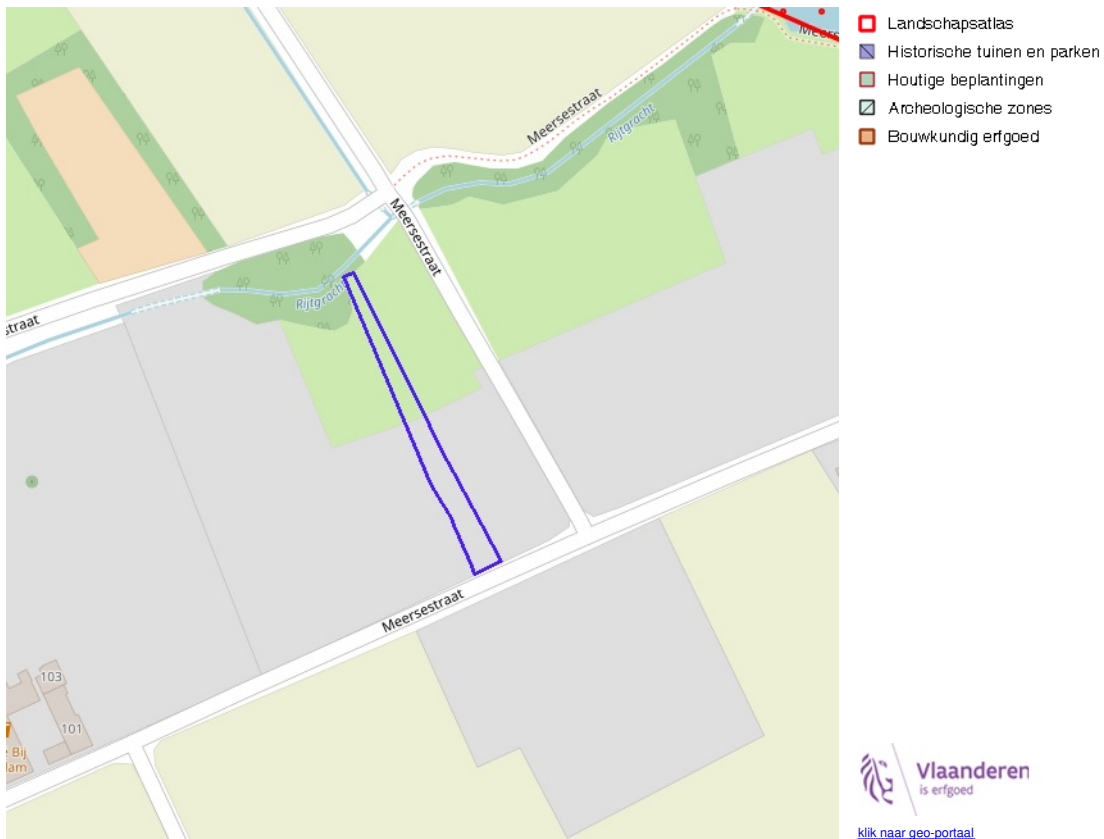 Landschapsatlas
Historische tuinen en parken
Houtige beplantingen
Archeologische zones
Bouwkundig erfgoed
Meersestraat
Rijtgracht
Meersestraat
Rijtgracht
straat
Meersestraat
103
101
Bij
Vlaanderen
is erfgoed
klik naar geo-portaal